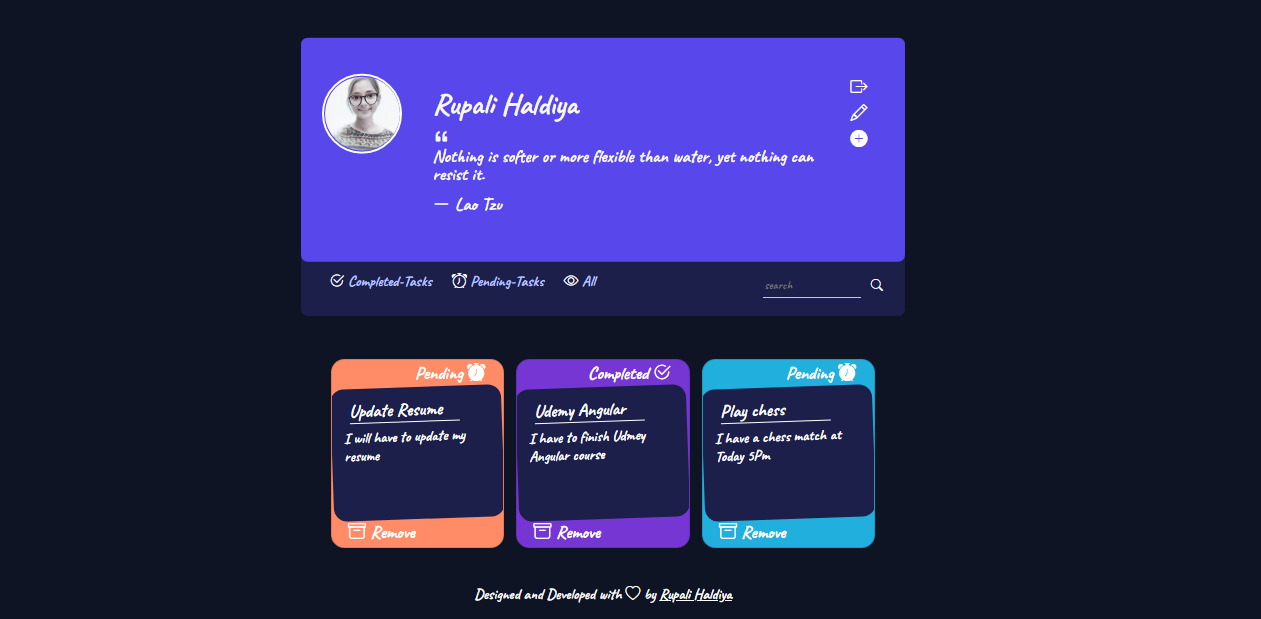 Rupali Haldiya
“
Nothing is softer or more flexible than water, yet nothing can
resist it.
— Lao Tzu
Completed-Tasks Pending-Tasks All search
Pending
Update Resume
I will have to update my
resume
Remove
Completed
Udemy Angular
I have to finish Udmey
Angular course
Remove
Pending
Play chess
I have a chess match at
Today 5Pm
Remove
Designed and Developed with by Rupali Haldiya